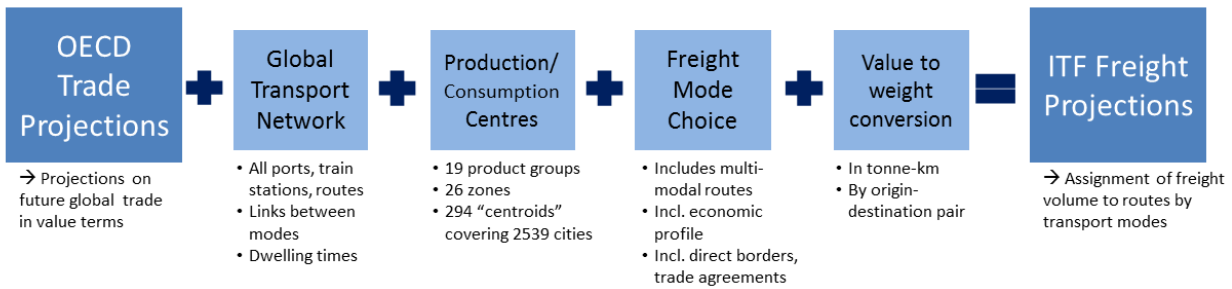 OECD
Trade
Projections
→ Projections on
future global trade
in value terms
Global
Transport
Network
• All ports, train
stations, routes
• Links between
modes
• Dwelling times
Production/
Consumption
Centres
• 19 product groups
• 26 zones
• 294 “centroids”
covering 2539 cities
Freight
Mode
Choice
• Includes multi-
modal routes
• Incl. economic
profile
• Incl. direct borders,
trade agreements
Value to
weight
conversion
• In tonne-km
• By origin-
destination pair
ITF Freight
Projections
→ Assignment of freight
volume to routes by
transport modes